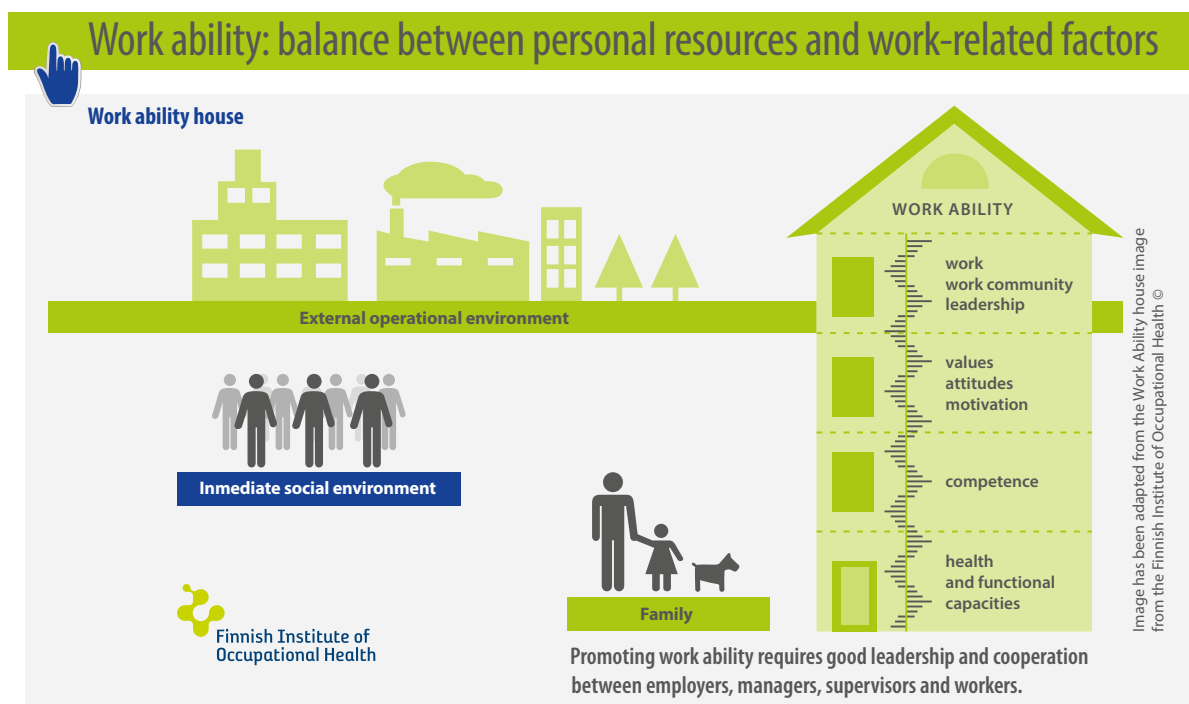 Work ability: balance between personal resources and work-related factors
Work ability house
WORK ABILITY
work
work community
leadership
External operational environment
values
attitudes
motivation
Inmediate social environment
competence
health
and functional
capacities
Family
Finnish Institute of
Occupational Health
Promoting work ability requires good leadership and cooperation
between employers, managers, supervisors and workers.
Image has been adapted from the Work Ability house image
from the Finnish Institute of Occupational Health ©